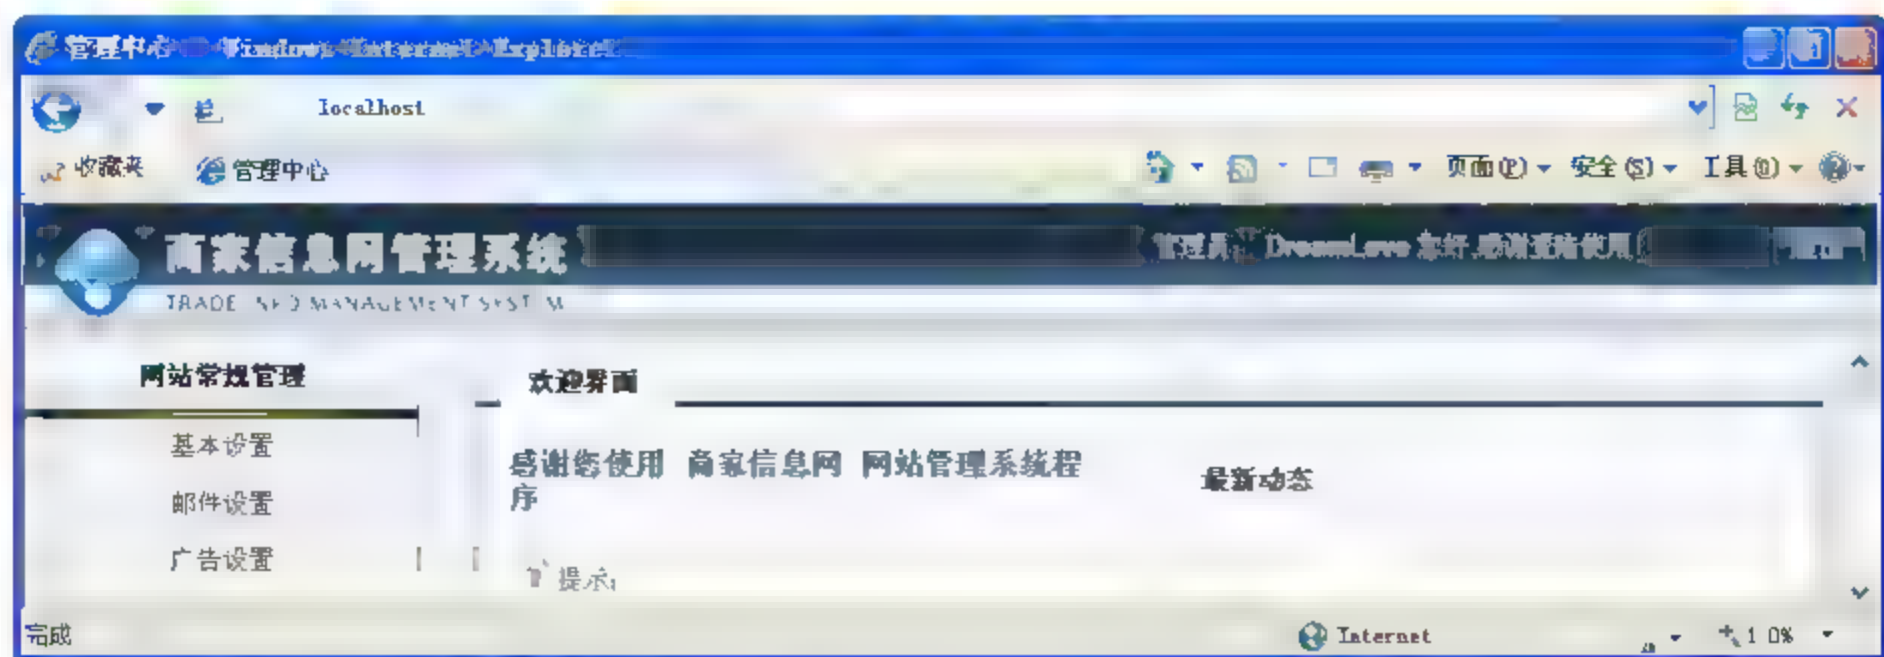 管理中心 - Windows Internet Explorer
localhost
收藏夹 管理中心 页面(P) 安全(S) 工具(O)
商家信息网管理系统 管理员: DreamLove 您好,感谢登陆使用
TRADE INFO MANAGEMENT SYSTEM
网站常规管理 欢迎界面
基本设置
感谢您使用 商家信息网 网站管理系统程
序
最新动态
邮件设置
广告设置
提示:
完成 Internet